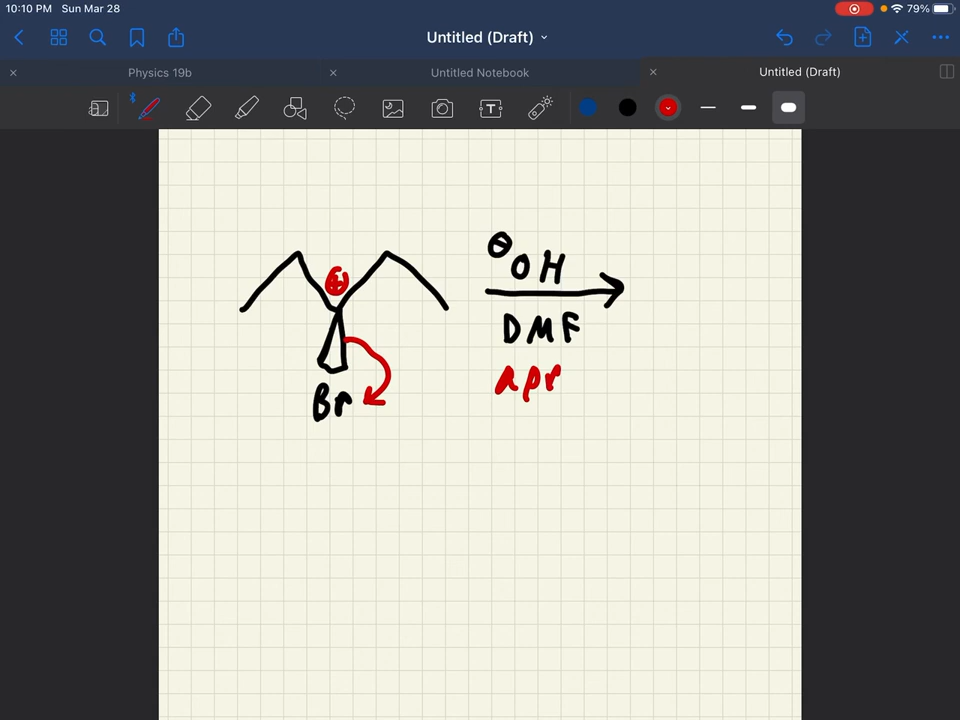 10:10 PM Sun Mar 28
79%
Untitled (Draft)
Physics 19b
Untitled Notebook
Untitled (Draft)
T
⊕
⊖
OH
DMF
apr
Br